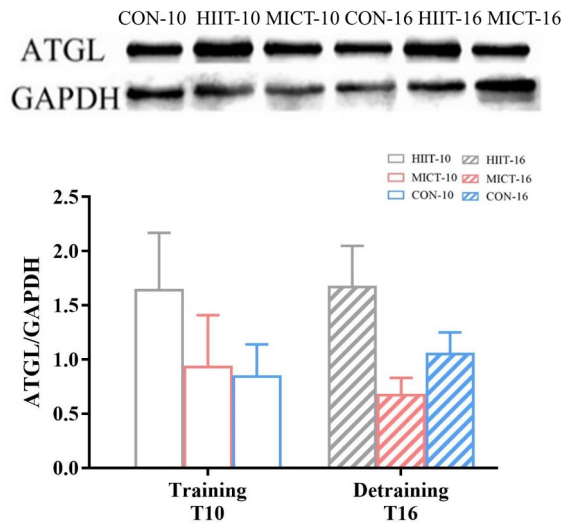 CON-10 HIIT-10 MICT-10 CON-16 HIIT-16 MICT-16
ATGL
GAPDH
HIIT-10 HIIT-16
MICT-10 MICT-16
CON-10 CON-16
ATGL/GAPDH
2.5
2.0
1.5
1.0
0.5
0.0
Training Detraining
T10 T16